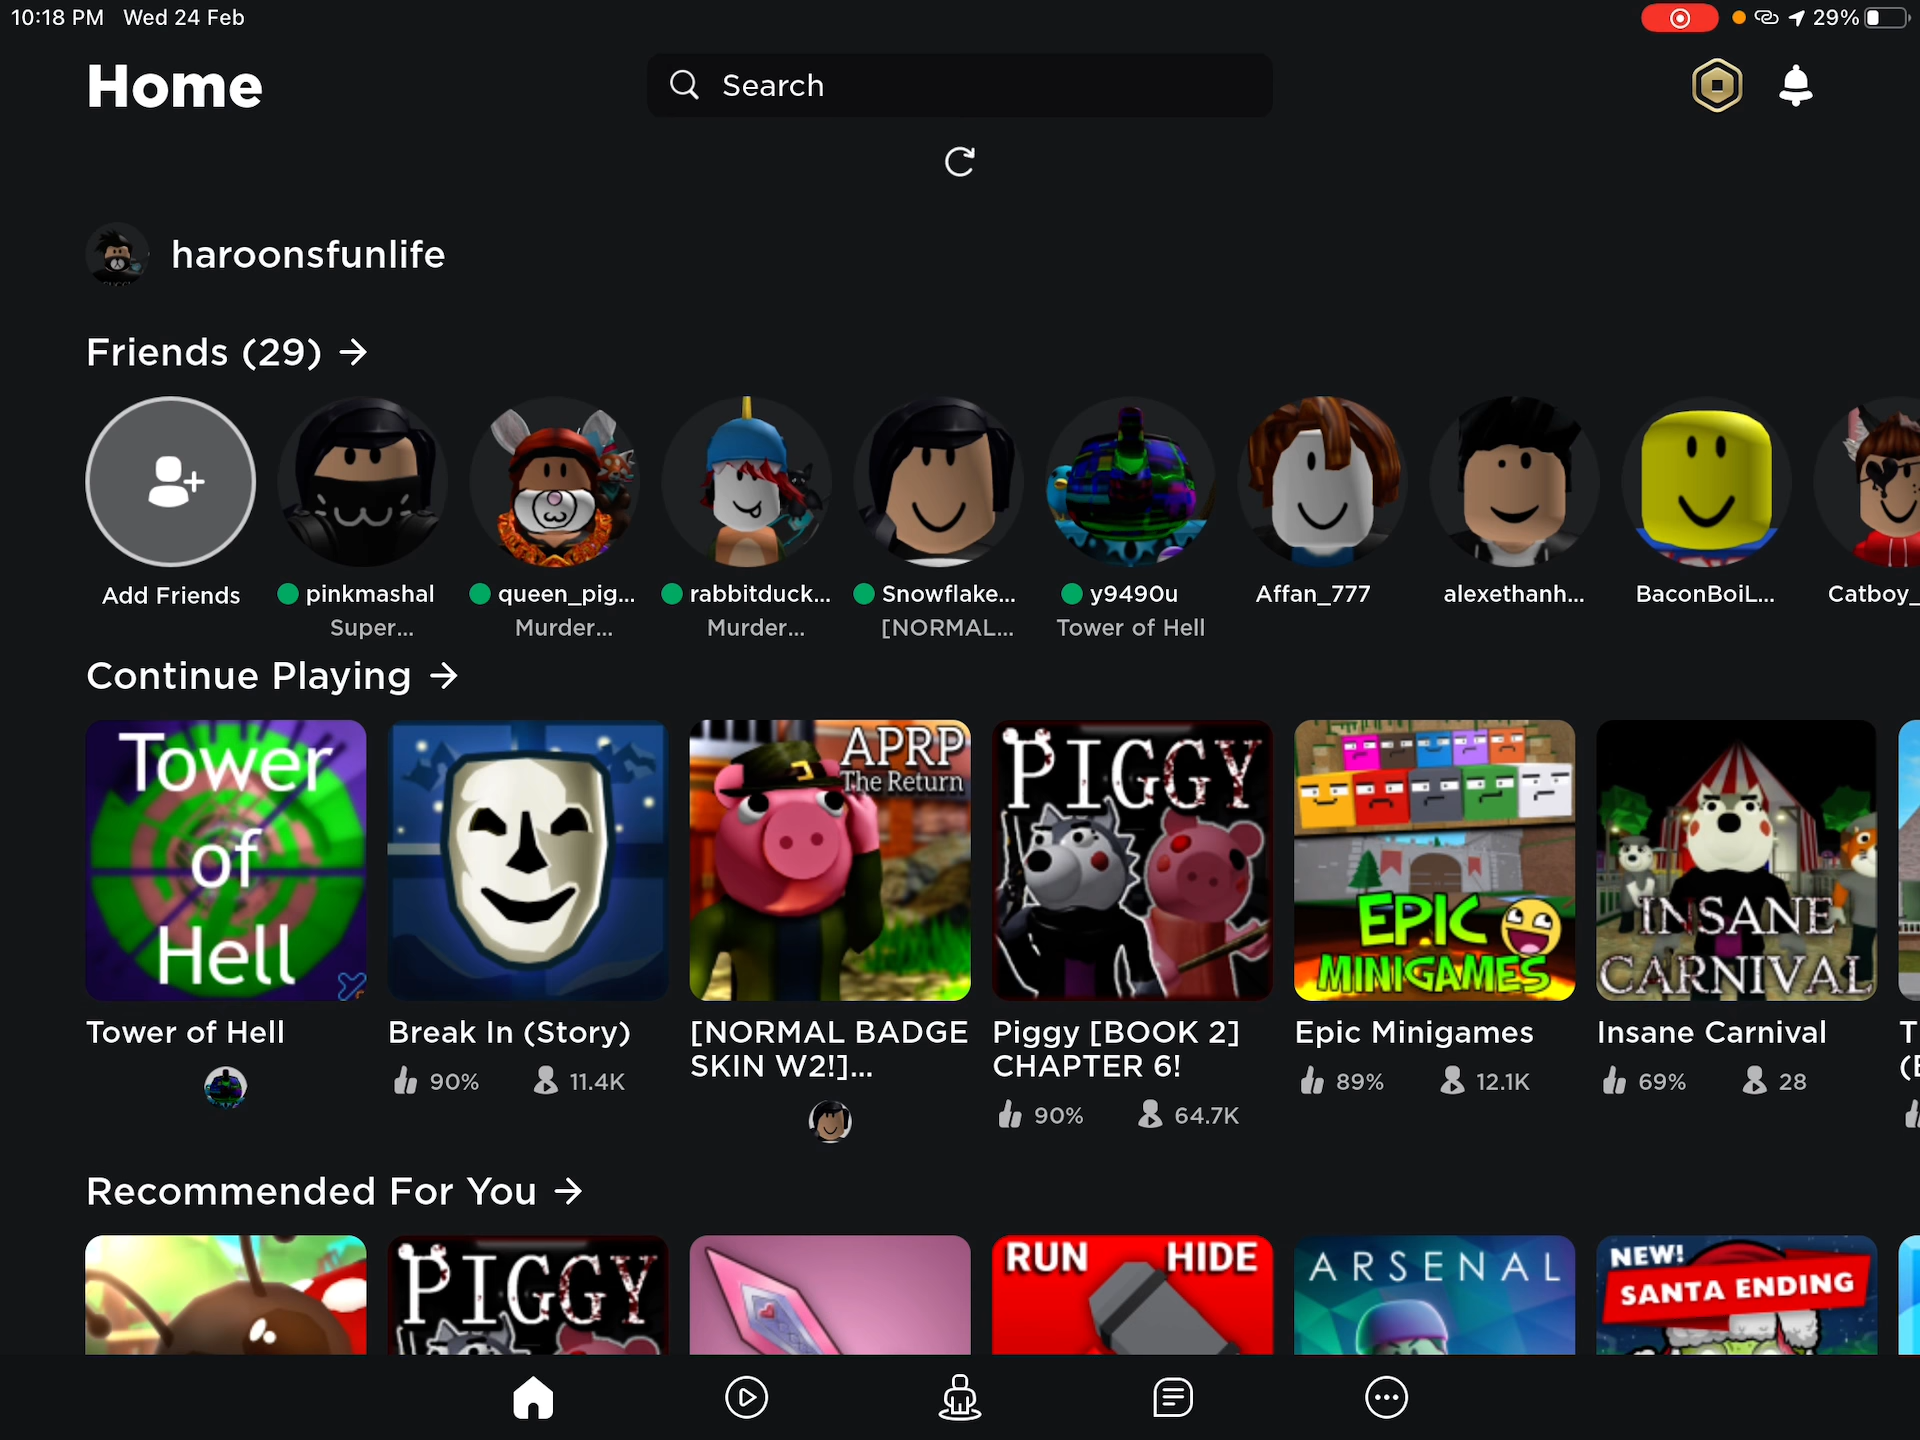 10:18 PM Wed 24 Feb
29%
Home
Search
haroonsfunlife
Friends (29)
Add Friends
pinkmashal
Super...
queen_pig...
Murder...
rabbitduck...
Murder...
Snowflake...
[NORMAL...
y9490u
Tower of Hell
Affan_777
alexethanh...
BaconBoiL...
Catboy_
Continue Playing
Tower
of
Hell
APRP
The Return
PIGGY
EPIC
MINIGAMES
INSANE
CARNIVAL
Tower of Hell
Break In (Story)
90% 11.4K
[NORMAL BADGE
SKIN W2!]...
Piggy [BOOK 2]
CHAPTER 6!
90% 64.7K
Epic Minigames
89% 12.1K
Insane Carnival
69% 28
T
(E
Recommended For You
PIGGY
RUN HIDE
ARSENAL
NEW!
SANTA ENDING